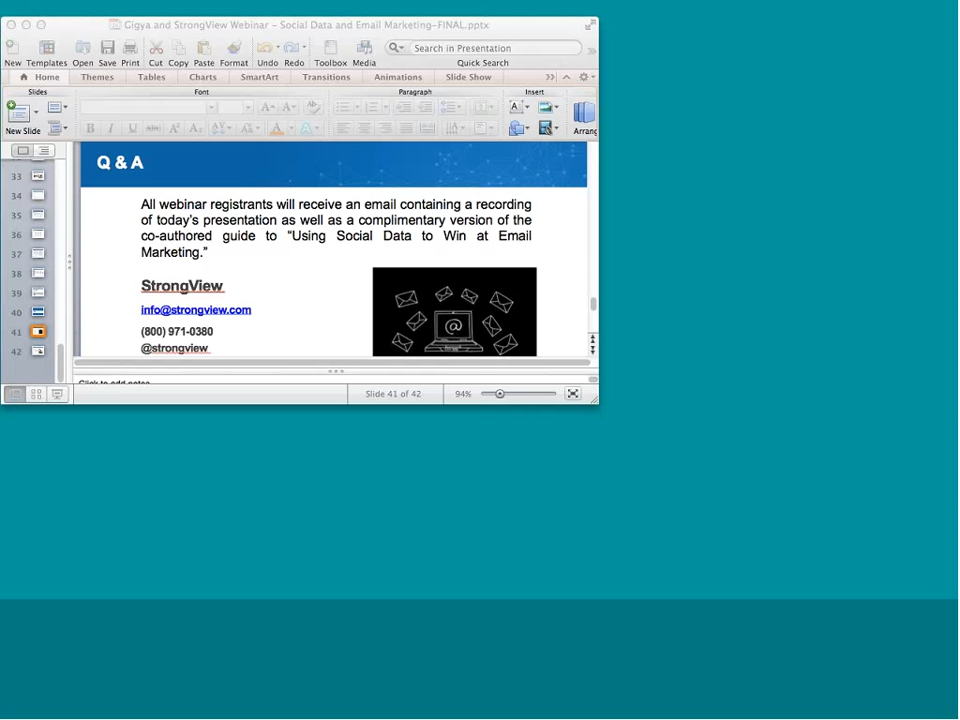 Gigya and StrongView Webinar – Social Data and Email Marketing-FINAL.pptx
New Templates Open Save Print Cut Copy Paste Format Undo Redo Toolbox Media
Search in Presentation
Quick Search
Home Themes Tables Charts SmartArt Transitions Animations Slide Show
Slides Font Paragraph Insert
New Slide
Arrang
33
34
35
36
37
38
39
40
41
42
Q & A
All webinar registrants will receive an email containing a recording
of today's presentation as well as a complimentary version of the
co-authored guide to “Using Social Data to Win at Email
Marketing.”
StrongView
info@strongview.com
(800) 971-0380
@strongview
@
Click to add notes
Slide 41 of 42
94%